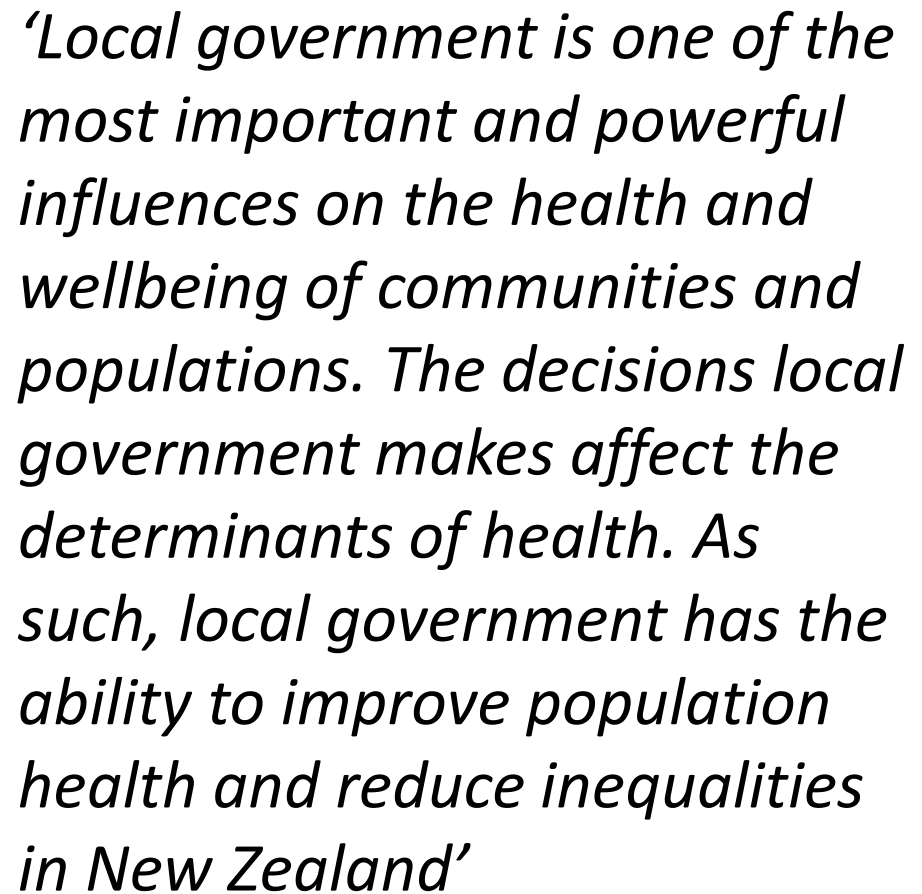 ‘Local government is one of the
most important and powerful
influences on the health and
wellbeing of communities and
populations. The decisions local
government makes affect the
determinants of health. As
such, local government has the
ability to improve population
health and reduce inequalities
in New Zealand’